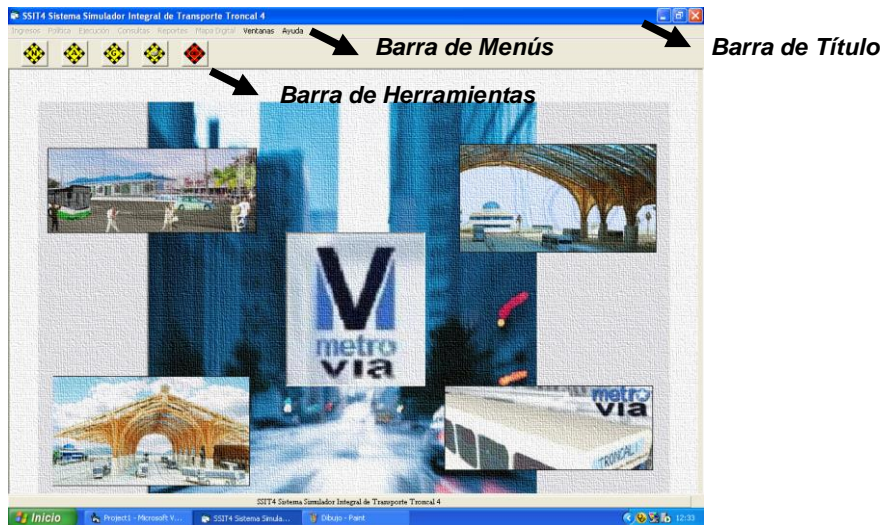 SSIT4 Sistema Simulador Integral de Transporte Troncal 4
Ingresos Política Ejecución Consultas Reportes Mapa Digital Ventanas Ayuda
Barra de Menús
Barra de Título
N A G
Barra de Herramientas
metro
via
metro
via
TRONCAL
SSIT4 Sistema Simulador Integral de Transporte Troncal 4
Inicio Project1 - Microsoft V... SSIT4 Sistema Simula... Dibujo - Paint 12:33